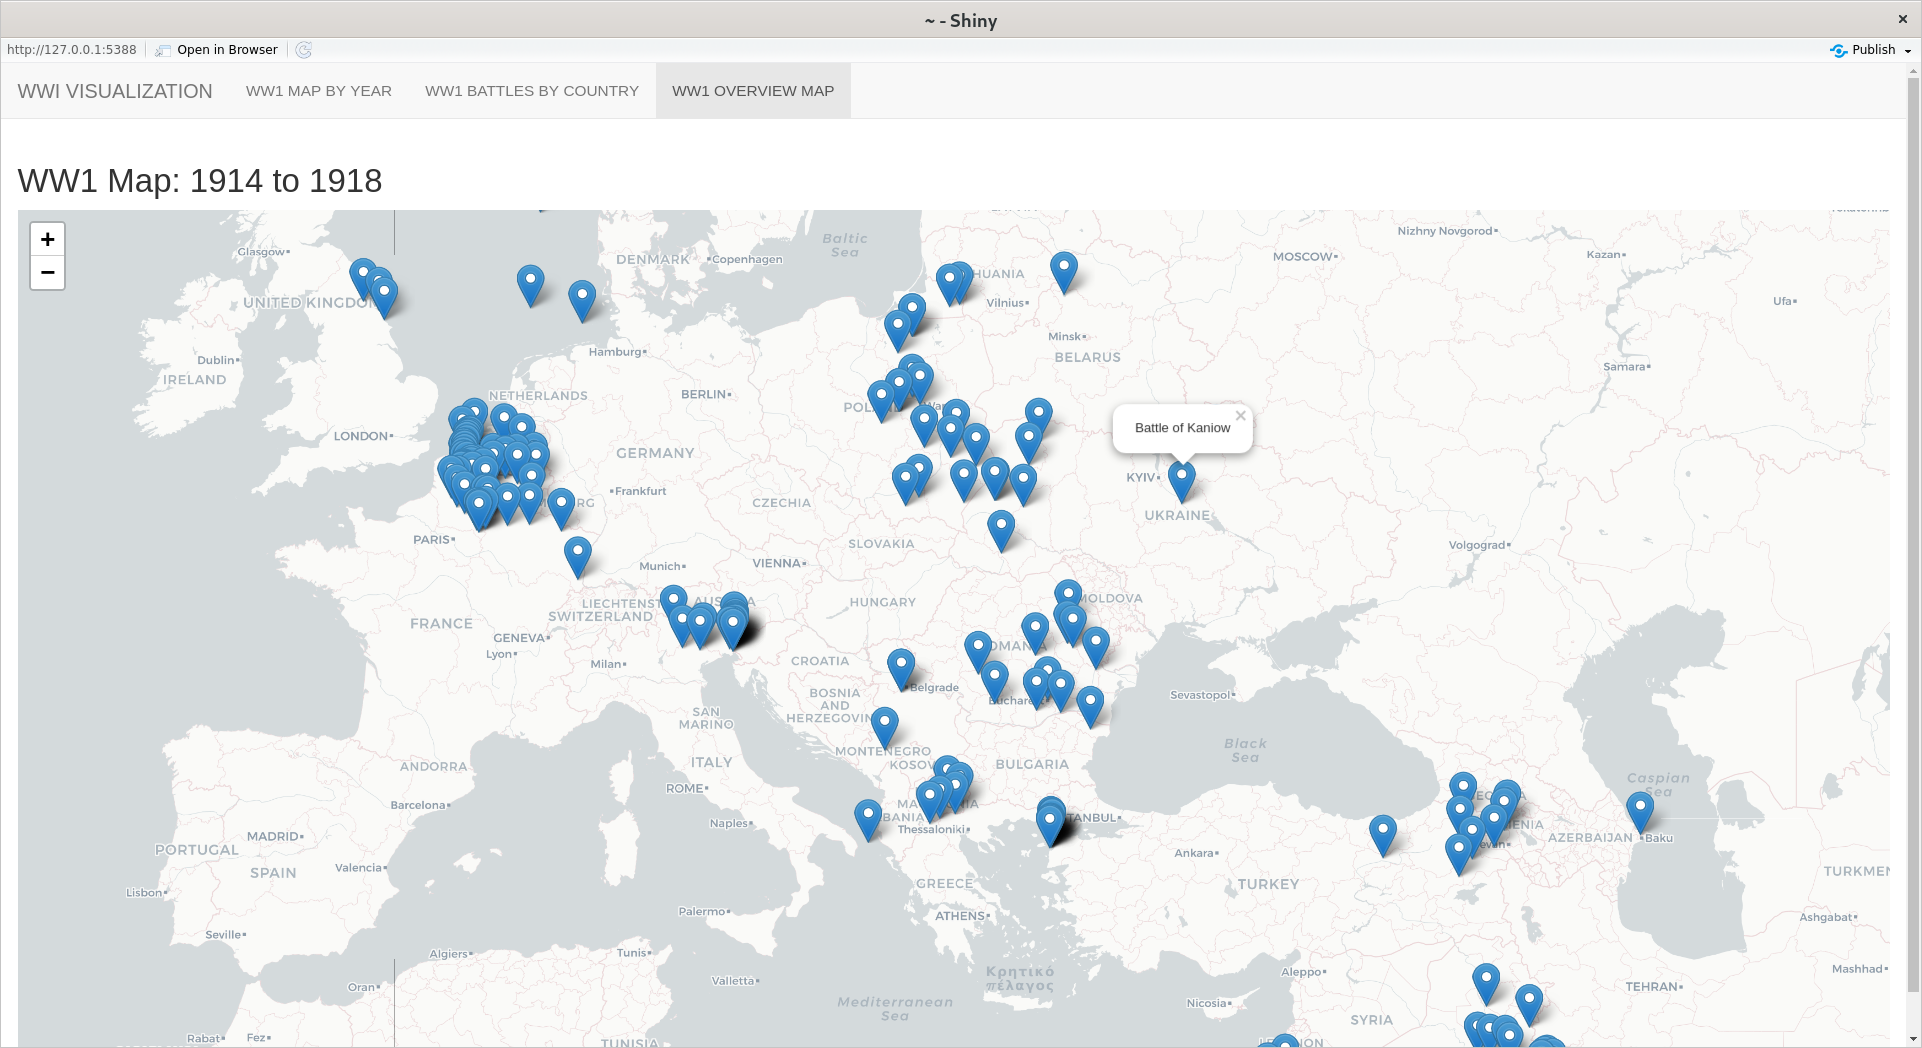 ~ - Shiny
http://127.0.0.1:5388
Open in Browser
Publish
WWI VISUALIZATION
WW1 MAP BY YEAR
WW1 BATTLES BY COUNTRY
WW1 OVERVIEW MAP
WW1 Map: 1914 to 1918
+
−
Glasgow
UNITED KINGDO
Dublin
IRELAND
LONDON
DENMARK
Copenhagen
Baltic
Sea
HUANIA
Vilnius
Minsk
BELARUS
MOSCOW
Nizhny Novgorod
Kazan
Ufa
Samara
Hamburg
BERLIN
NETHERLANDS
GERMANY
Frankfurt
CZECHIA
Battle of Kaniow
KYIV
UKRAINE
Volgograd
PARIS
SLOVAKIA
Munich
VIENNA
LICHTENST
SWITZERLAND
HUNGARY
MOLDOVA
FRANCE
GENEVA
Lyon
Milan
CROATIA
OMANIA
Belgrade
BOSNIA
AND
HERZEGOVIN
Buchare
Sevastopol
SAN
MARINO
MONTENEGRO
KOSOV
ITALY
BULGARIA
Black
Sea
Caspian
Sea
ANDORRA
ROME
Barcelona
MADRID
Naples
Thessaloniki
TANBUL
AZERBAIJAN
Baku
PORTUGAL
SPAIN
Valencia
Lisbon
Ankara
TURKEY
GREECE
TURKMEN
ATHENS
Palermo
Ashgabat
Seville
Algiers
Tunis
Valletta
Κρητικό
πέλαγος
Aleppo
Mashhad
Oran
Mediterranean
Sea
Nicosia
TEHRAN
SYRIA
Rabat
Fez
TUNISIA